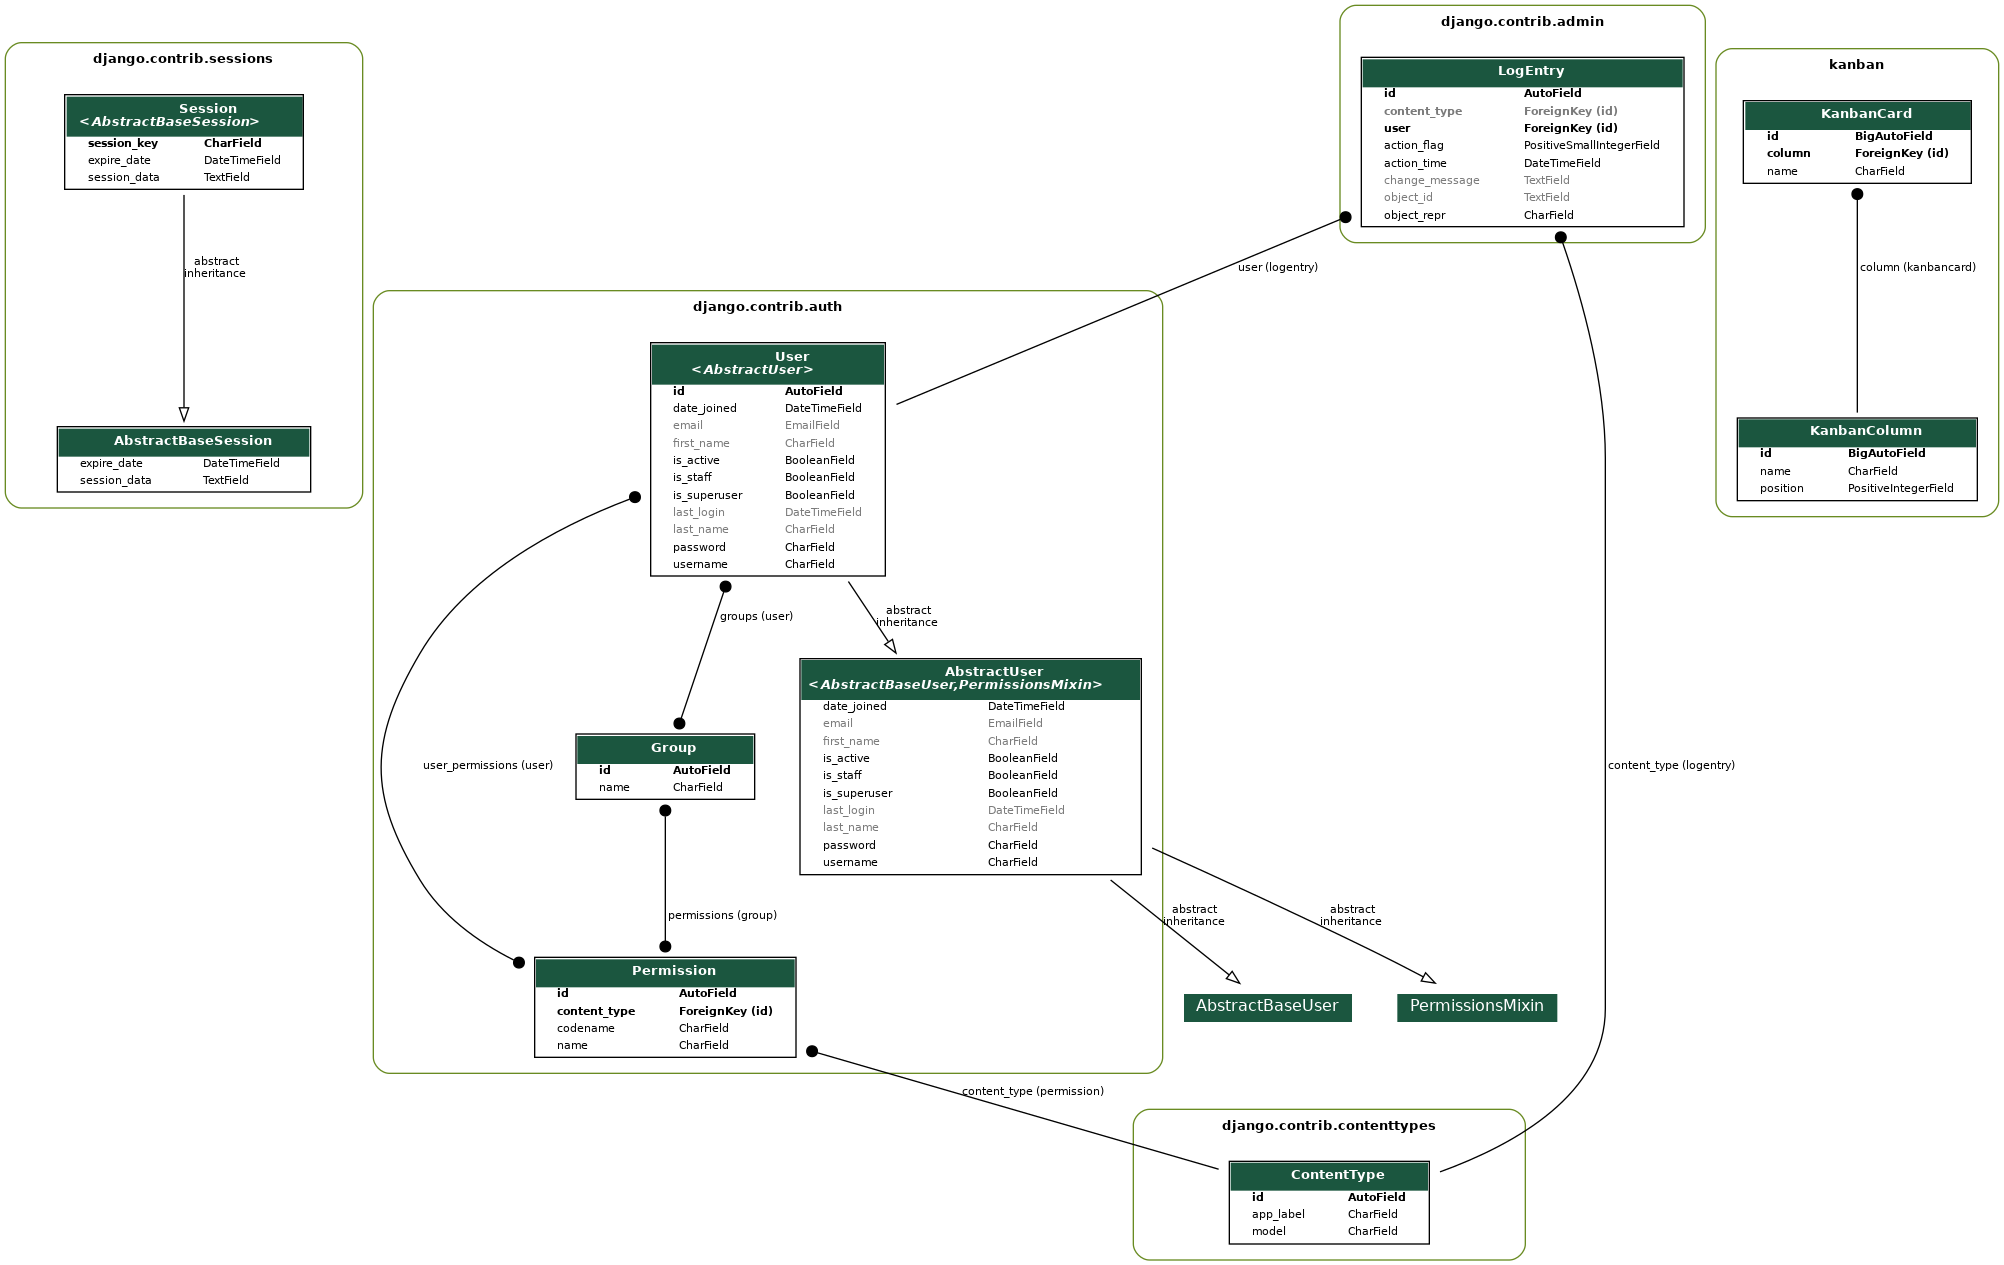 django.contrib.sessions
Session
<AbstractBaseSession>
session_key CharField
expire_date DateTimeField
session_data TextField
abstract
inheritance
AbstractBaseSession
expire_date DateTimeField
session_data TextField
django.contrib.admin
LogEntry
id AutoField
content_type ForeignKey (id)
user ForeignKey (id)
action_flag PositiveSmallIntegerField
action_time DateTimeField
change_message TextField
object_id TextField
object_repr CharField
kanban
KanbanCard
id BigAutoField
column ForeignKey (id)
name CharField
column (kanbancard)
KanbanColumn
id BigAutoField
name CharField
position PositiveIntegerField
user (logentry)
django.contrib.auth
User
<AbstractUser>
id AutoField
date_joined DateTimeField
email EmailField
first_name CharField
is_active BooleanField
is_staff BooleanField
is_superuser BooleanField
last_login DateTimeField
last_name CharField
password CharField
username CharField
groups (user)
abstract
inheritance
AbstractUser
<AbstractBaseUser,PermissionsMixin>
date_joined DateTimeField
email EmailField
first_name CharField
is_active BooleanField
is_staff BooleanField
is_superuser BooleanField
last_login DateTimeField
last_name CharField
password CharField
username CharField
Group
id AutoField
name CharField
user_permissions (user)
content_type (logentry)
permissions (group)
abstract
inheritance
abstract
inheritance
Permission
id AutoField
content_type ForeignKey (id)
codename CharField
name CharField
AbstractBaseUser
PermissionsMixin
content_type (permission)
django.contrib.contenttypes
ContentType
id AutoField
app_label CharField
model CharField